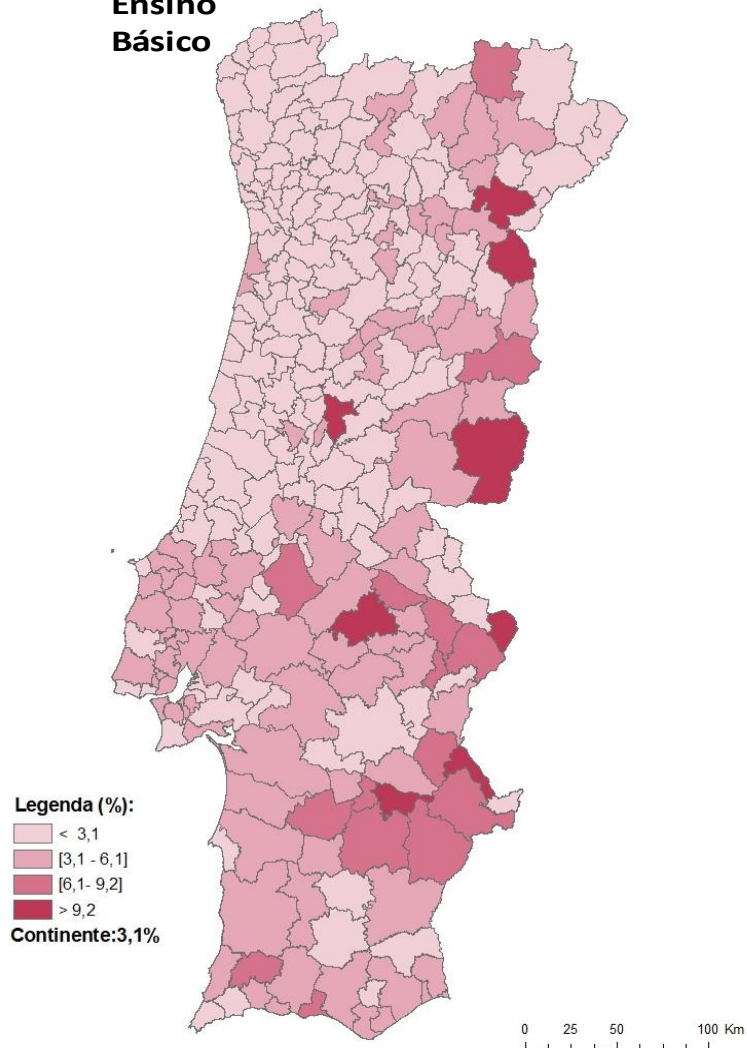 Ensino
Básico
Legenda (%):
< 3,1
[3,1 - 6,1]
[6,1- 9,2]
> 9,2
Continente:3,1%
0 25 50 100 Km